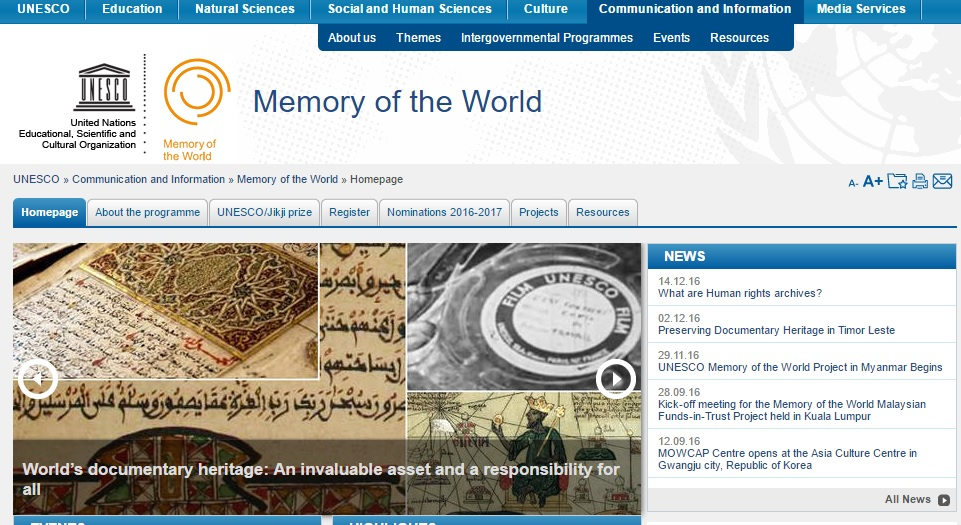 UNESCO Education Natural Sciences Social and Human Sciences Culture Communication and Information Media Services
About us Themes Intergovernmental Programmes Events Resources
UNESCO
United Nations
Educational, Scientific and
Cultural Organization
Memory of
the World
Memory of the World
UNESCO » Communication and Information » Memory of the World » Homepage
A- A+
Homepage About the programme UNESCO/Jikji prize Register Nominations 2016-2017 Projects Resources
FILM UNESCO FILM
World's documentary heritage: An invaluable asset and a responsibility for
all
NEWS
14.12.16
What are Human rights archives?
02.12.16
Preserving Documentary Heritage in Timor Leste
29.11.16
UNESCO Memory of the World Project in Myanmar Begins
28.09.16
Kick-off meeting for the Memory of the World Malaysian
Funds-in-Trust Project held in Kuala Lumpur
12.09.16
MOWCAP Centre opens at the Asia Culture Centre in
Gwangju city, Republic of Korea
All News
EVENTS
HIGHLIGHTS